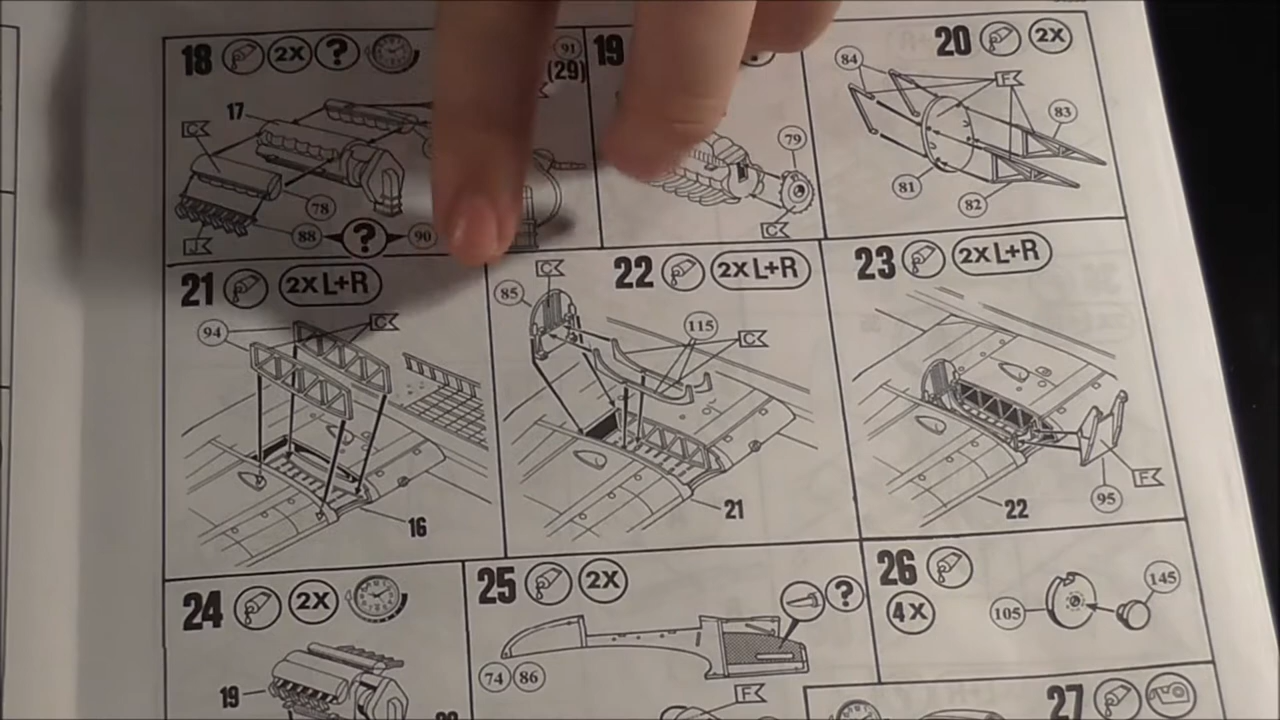 18 2X ? 91 (29)
17
C
78
88 ? 90
J
19
79
C
20 2X
84
F
83
81
82
21 2X L+R
94
C
16
22 2X L+R
85
C
115
C
21
23 2X L+R
95
F
22
24 2X
19
25 2X
?
74 86
F
26
4X
105
145
27